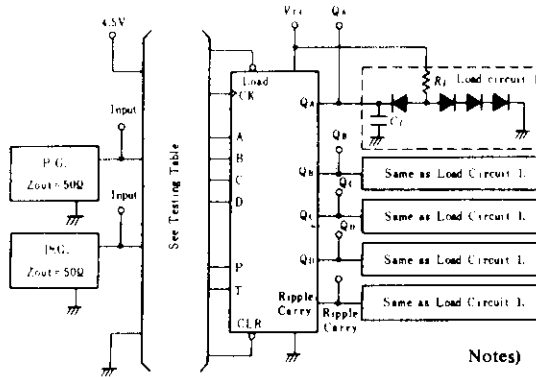 4.5V
Input
P.G.
Zout = 50Ω
Input
P.G.
Zout = 50Ω
See Testing Table
Load
CK
A
B
C
D
P
T
CLR
QA
QB
QC
QD
Ripple
Carry
Vcc
QA
RL
Load circuit 1
CL
QB
Same as Load Circuit 1.
QC
Same as Load Circuit 1.
QD
Same as Load Circuit 1.
Same as Load Circuit 1.
Ripple
Carry
Notes)